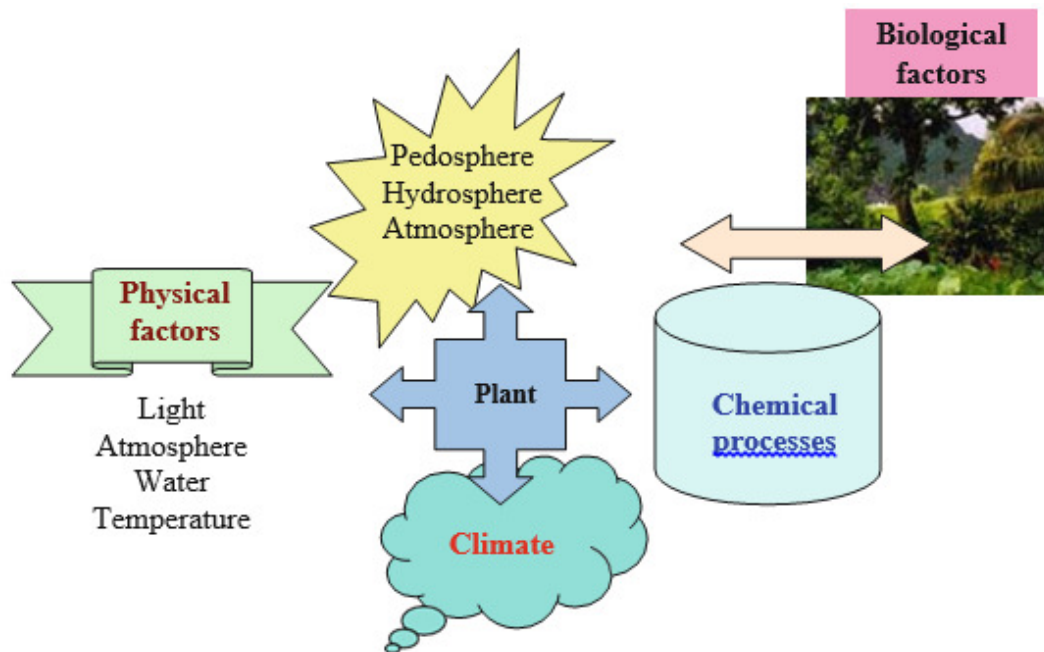 Biological
factors
Pedosphere
Hydrosphere
Atmosphere
Physical
factors
Light
Atmosphere
Water
Temperature
Plant
Chemical
processes
Climate